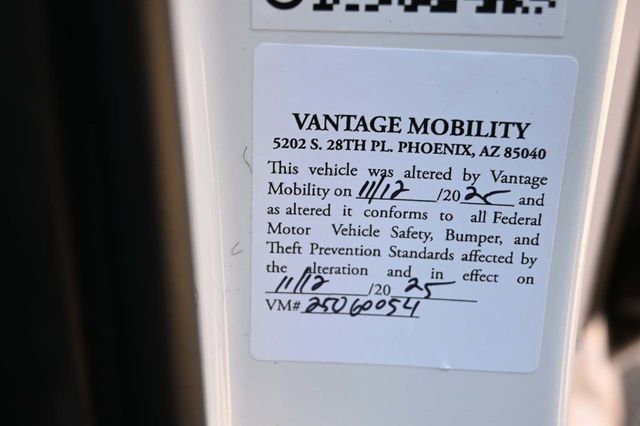 VANTAGE MOBILITY
5202 S. 28TH PL. PHOENIX, AZ 85040
This vehicle was altered by Vantage
Mobility on 11/12 /20 25 and
as altered it conforms to all Federal
Motor Vehicle Safety, Bumper, and
Theft Prevention Standards affected by
the alteration and in effect on
11/12 /20 25
VM# 25060054